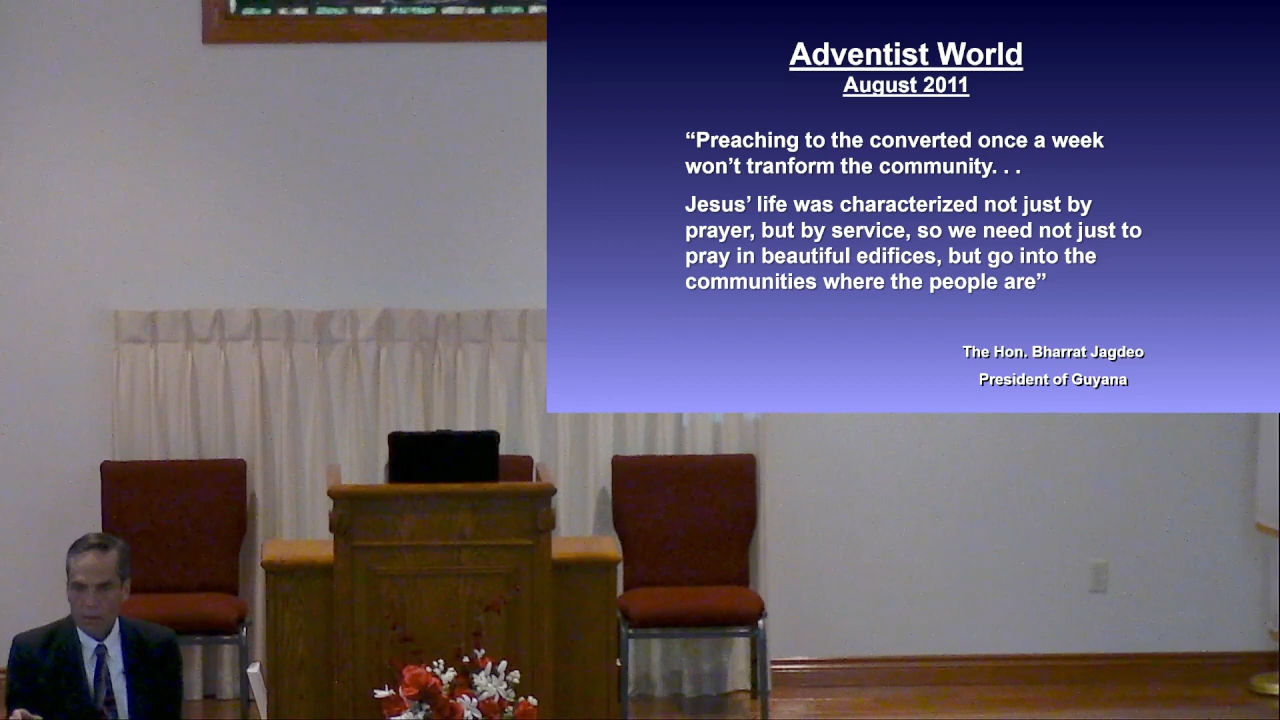 Adventist World
August 2011
“Preaching to the converted once a week
won’t tranform the community. . .
Jesus’ life was characterized not just by
prayer, but by service, so we need not just to
pray in beautiful edifices, but go into the
communities where the people are”
The Hon. Bharrat Jagdeo
President of Guyana